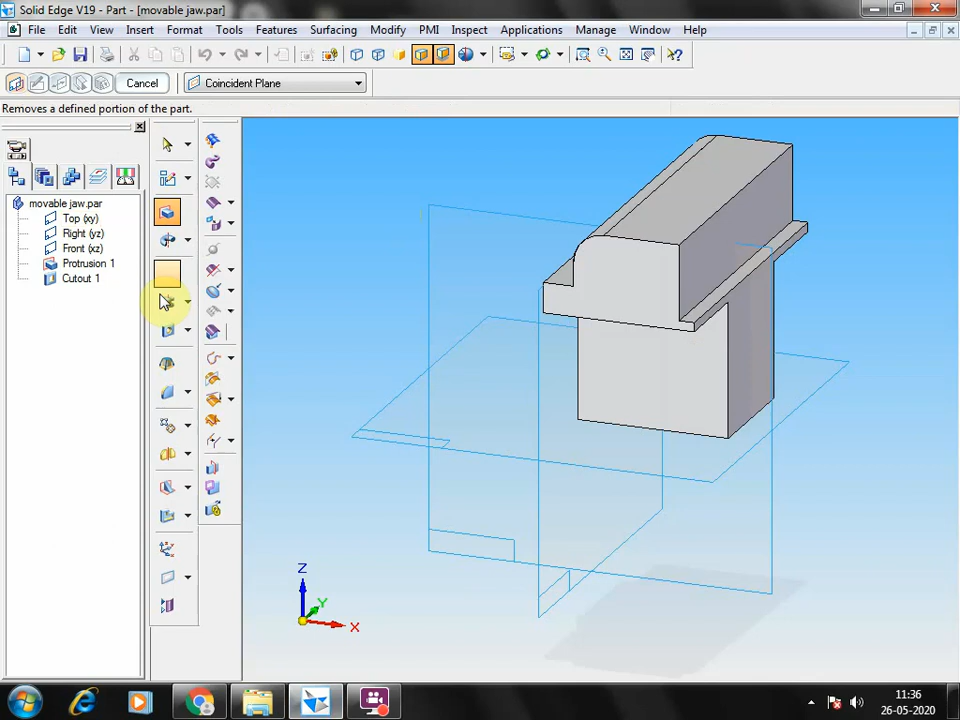 Solid Edge V19 - Part - [movable jaw.par]
File Edit View Insert Format Tools Features Surfacing Modify PMI Inspect Applications Manage Window Help
Cancel Coincident Plane
Removes a defined portion of the part.
movable jaw.par
Top (xy)
Right (yz)
Front (xz)
Protrusion 1
Cutout 1
Z
Y
X
11:36
26-05-2020